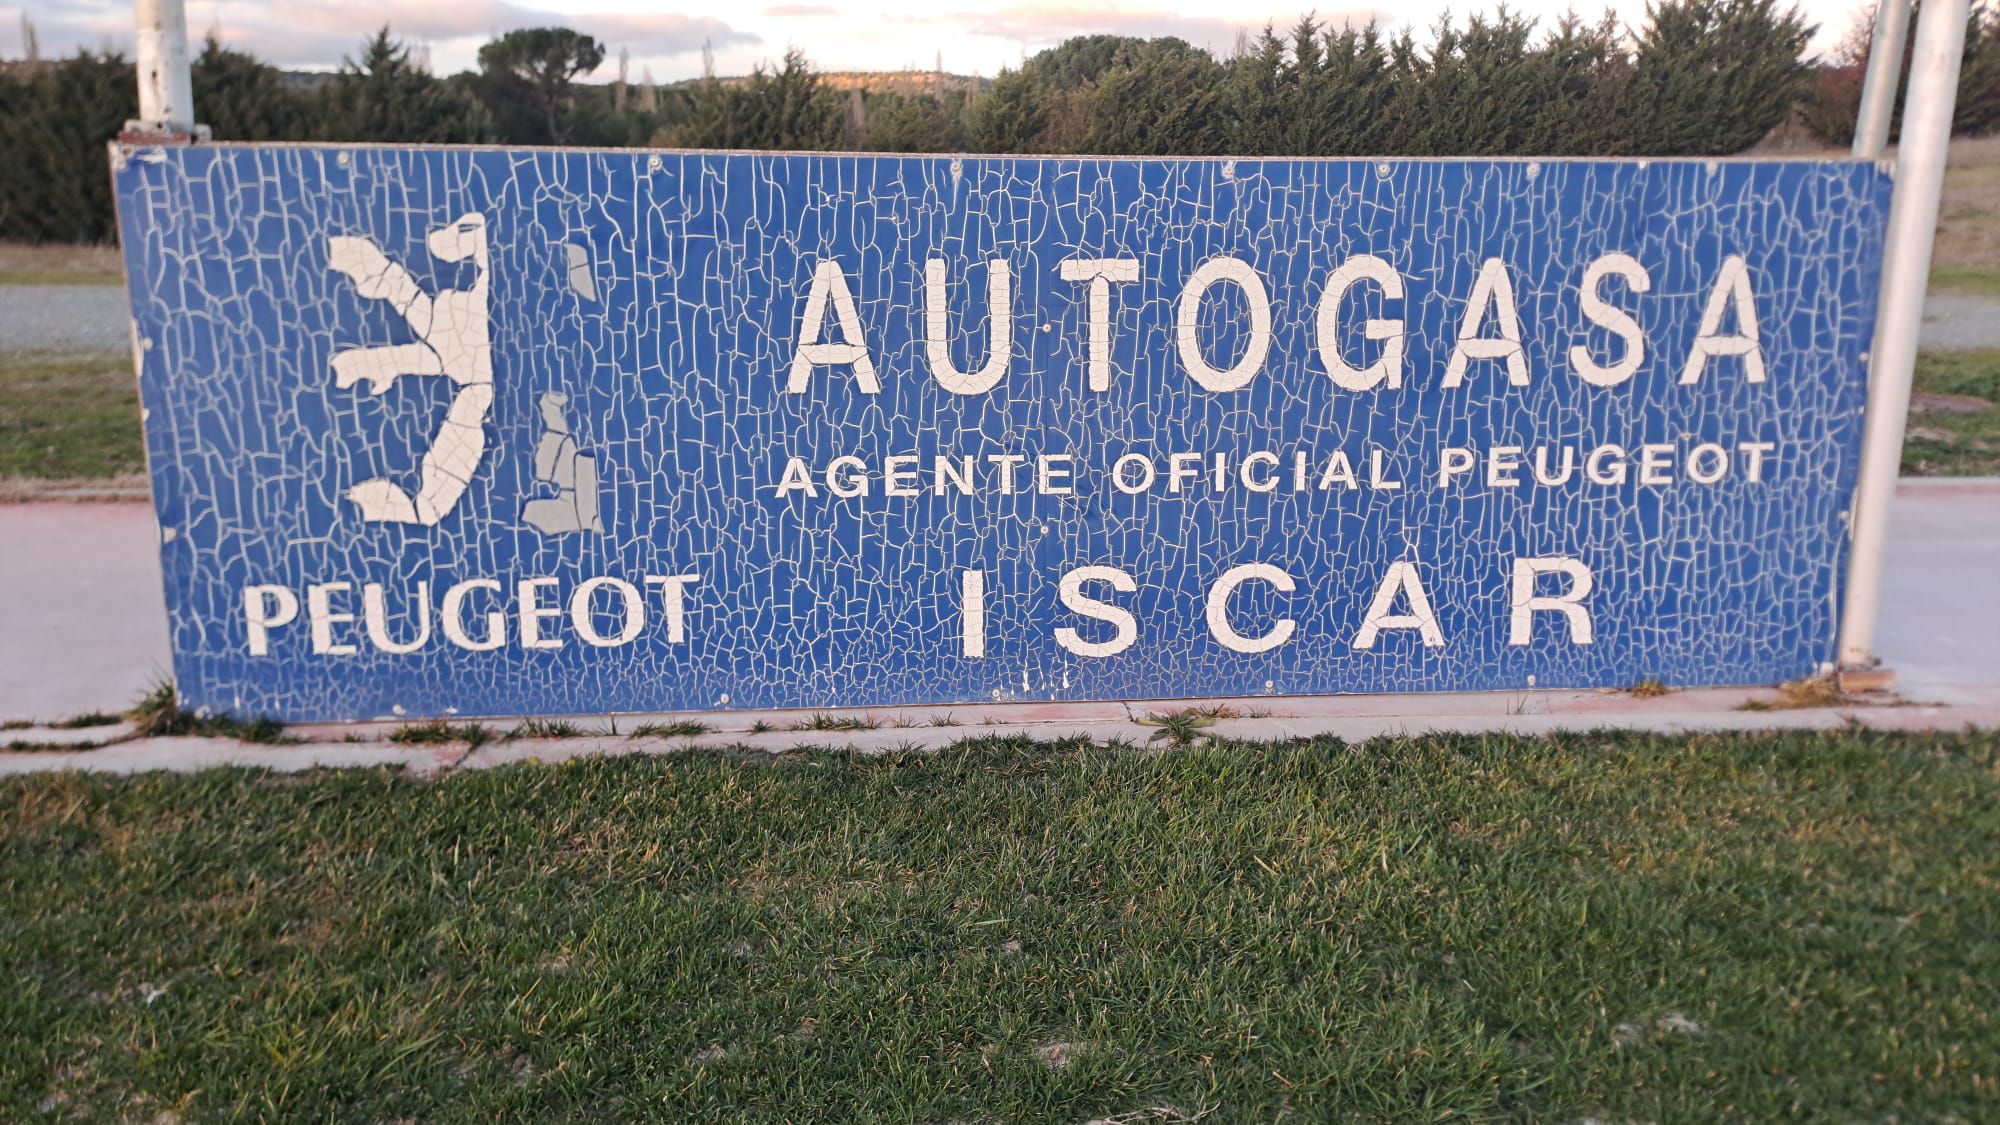 AUTOGASA
AGENTE OFICIAL PEUGEOT
ISCAR
PEUGEOT